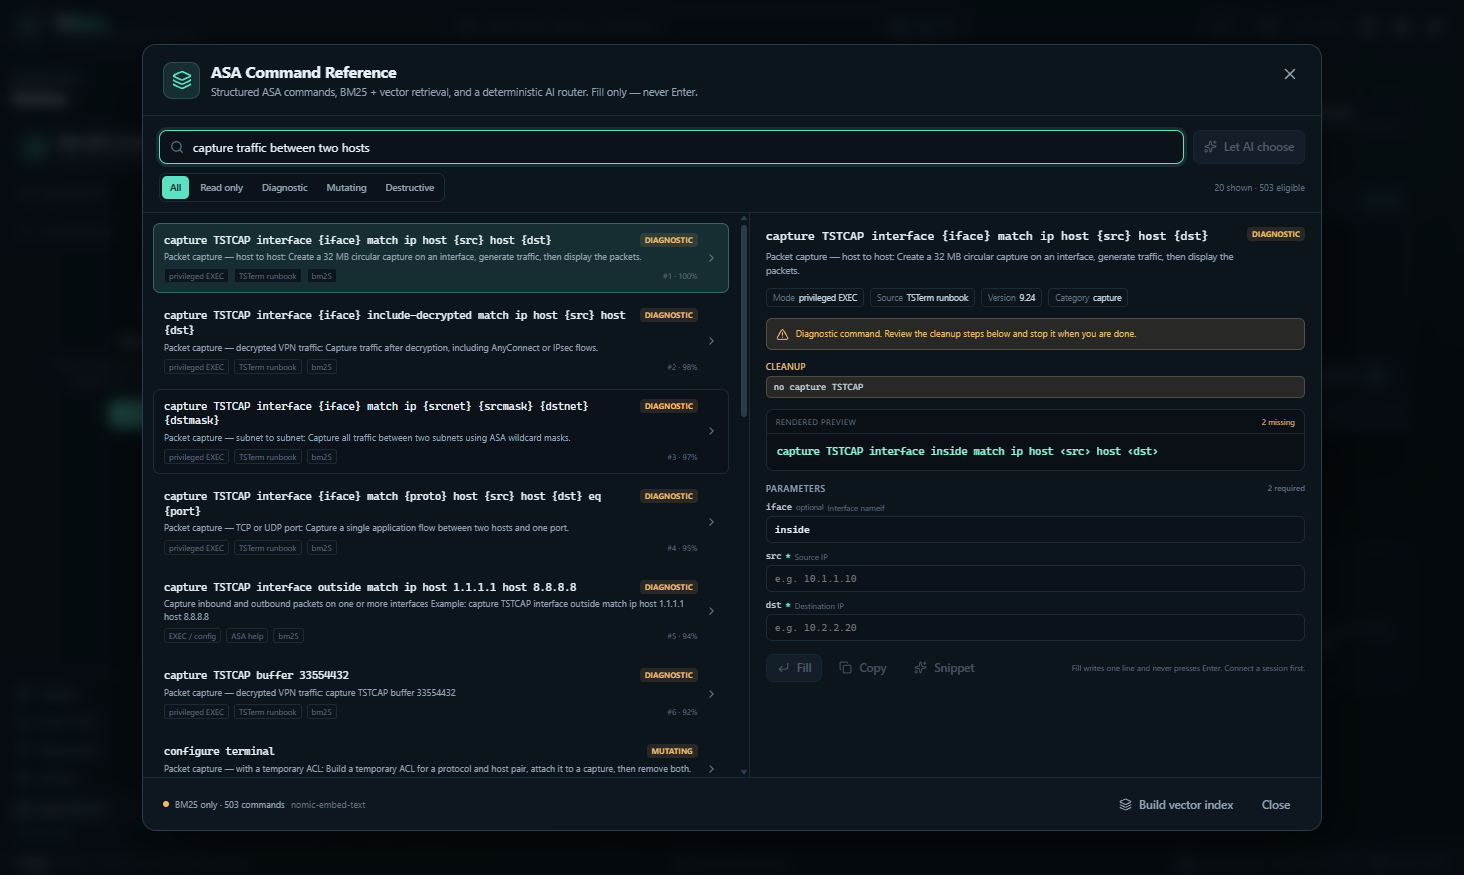 ASA Command Reference
Structured ASA commands, BM25 + vector retrieval, and a deterministic AI router. Fill only — never Enter.
capture traffic between two hosts
Let AI choose
All Read only Diagnostic Mutating Destructive
20 shown · 503 eligible
capture TSTCAP interface {iface} match ip host {src} host {dst}
DIAGNOSTIC
Packet capture — host to host: Create a 32 MB circular capture on an interface, generate traffic, then display the packets.
privileged EXEC TSTerm runbook bm25
#1 · 100%
capture TSTCAP interface {iface} include-decrypted match ip host {src} host
{dst}
DIAGNOSTIC
Packet capture — decrypted VPN traffic: Capture traffic after decryption, including AnyConnect or IPsec flows.
privileged EXEC TSTerm runbook bm25
#2 · 98%
capture TSTCAP interface {iface} match ip {srcnet} {srcmask} {dstnet}
{dstmask}
DIAGNOSTIC
Packet capture — subnet to subnet: Capture all traffic between two subnets using ASA wildcard masks.
privileged EXEC TSTerm runbook bm25
#3 · 97%
capture TSTCAP interface {iface} match {proto} host {src} host {dst} eq
{port}
DIAGNOSTIC
Packet capture — TCP or UDP port: Capture a single application flow between two hosts and one port.
privileged EXEC TSTerm runbook bm25
#4 · 95%
capture TSTCAP interface outside match ip host 1.1.1.1 host 8.8.8.8
DIAGNOSTIC
Capture inbound and outbound packets on one or more interfaces Example: capture TSTCAP interface outside match ip host 1.1.1.1
host 8.8.8.8
EXEC / config ASA help bm25
#5 · 94%
capture TSTCAP buffer 33554432
DIAGNOSTIC
Packet capture — decrypted VPN traffic: capture TSTCAP buffer 33554432
privileged EXEC TSTerm runbook bm25
#6 · 92%
configure terminal
MUTATING
Packet capture — with a temporary ACL: Build a temporary ACL for a protocol and host pair, attach it to a capture, then remove both.
capture TSTCAP interface {iface} match ip host {src} host {dst}
DIAGNOSTIC
Packet capture — host to host: Create a 32 MB circular capture on an interface, generate traffic, then display the
packets.
Mode privileged EXEC Source TSTerm runbook Version 9.24 Category capture
Diagnostic command. Review the cleanup steps below and stop it when you are done.
CLEANUP
no capture TSTCAP
RENDERED PREVIEW
2 missing
capture TSTCAP interface inside match ip host ‹src› host ‹dst›
PARAMETERS
2 required
iface optional Interface nameif
inside
src * Source IP
e.g. 10.1.1.10
dst * Destination IP
e.g. 10.2.2.20
Fill Copy Snippet
Fill writes one line and never presses Enter. Connect a session first.
BM25 only · 503 commands nomic-embed-text
Build vector index
Close